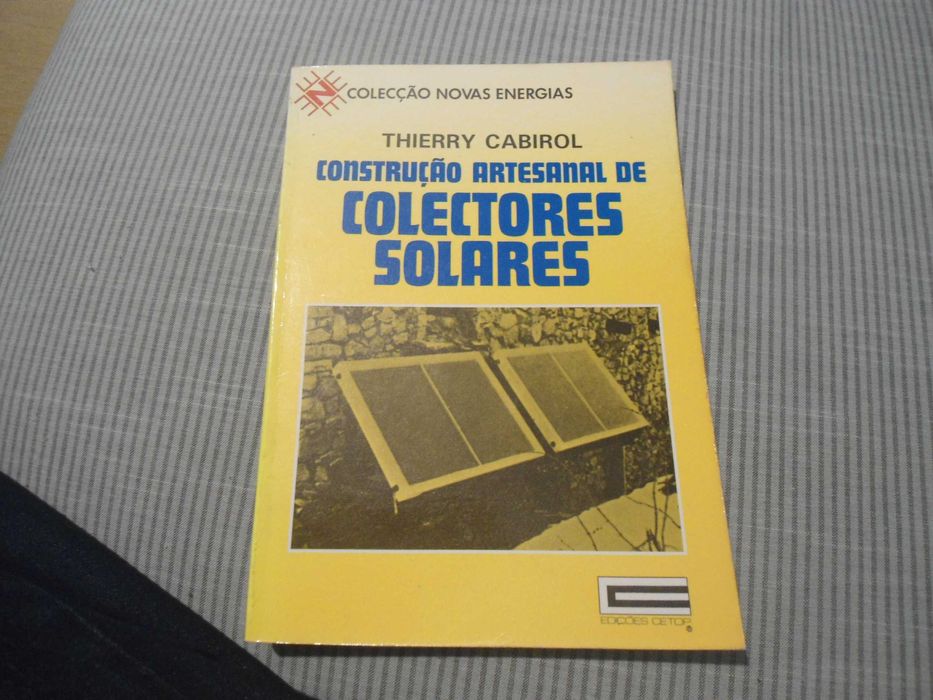 COLECÇÃO NOVAS ENERGIAS
THIERRY CABIROL
CONSTRUÇÃO ARTESANAL DE
COLECTORES
SOLARES
EDIÇÕES CETOP
®